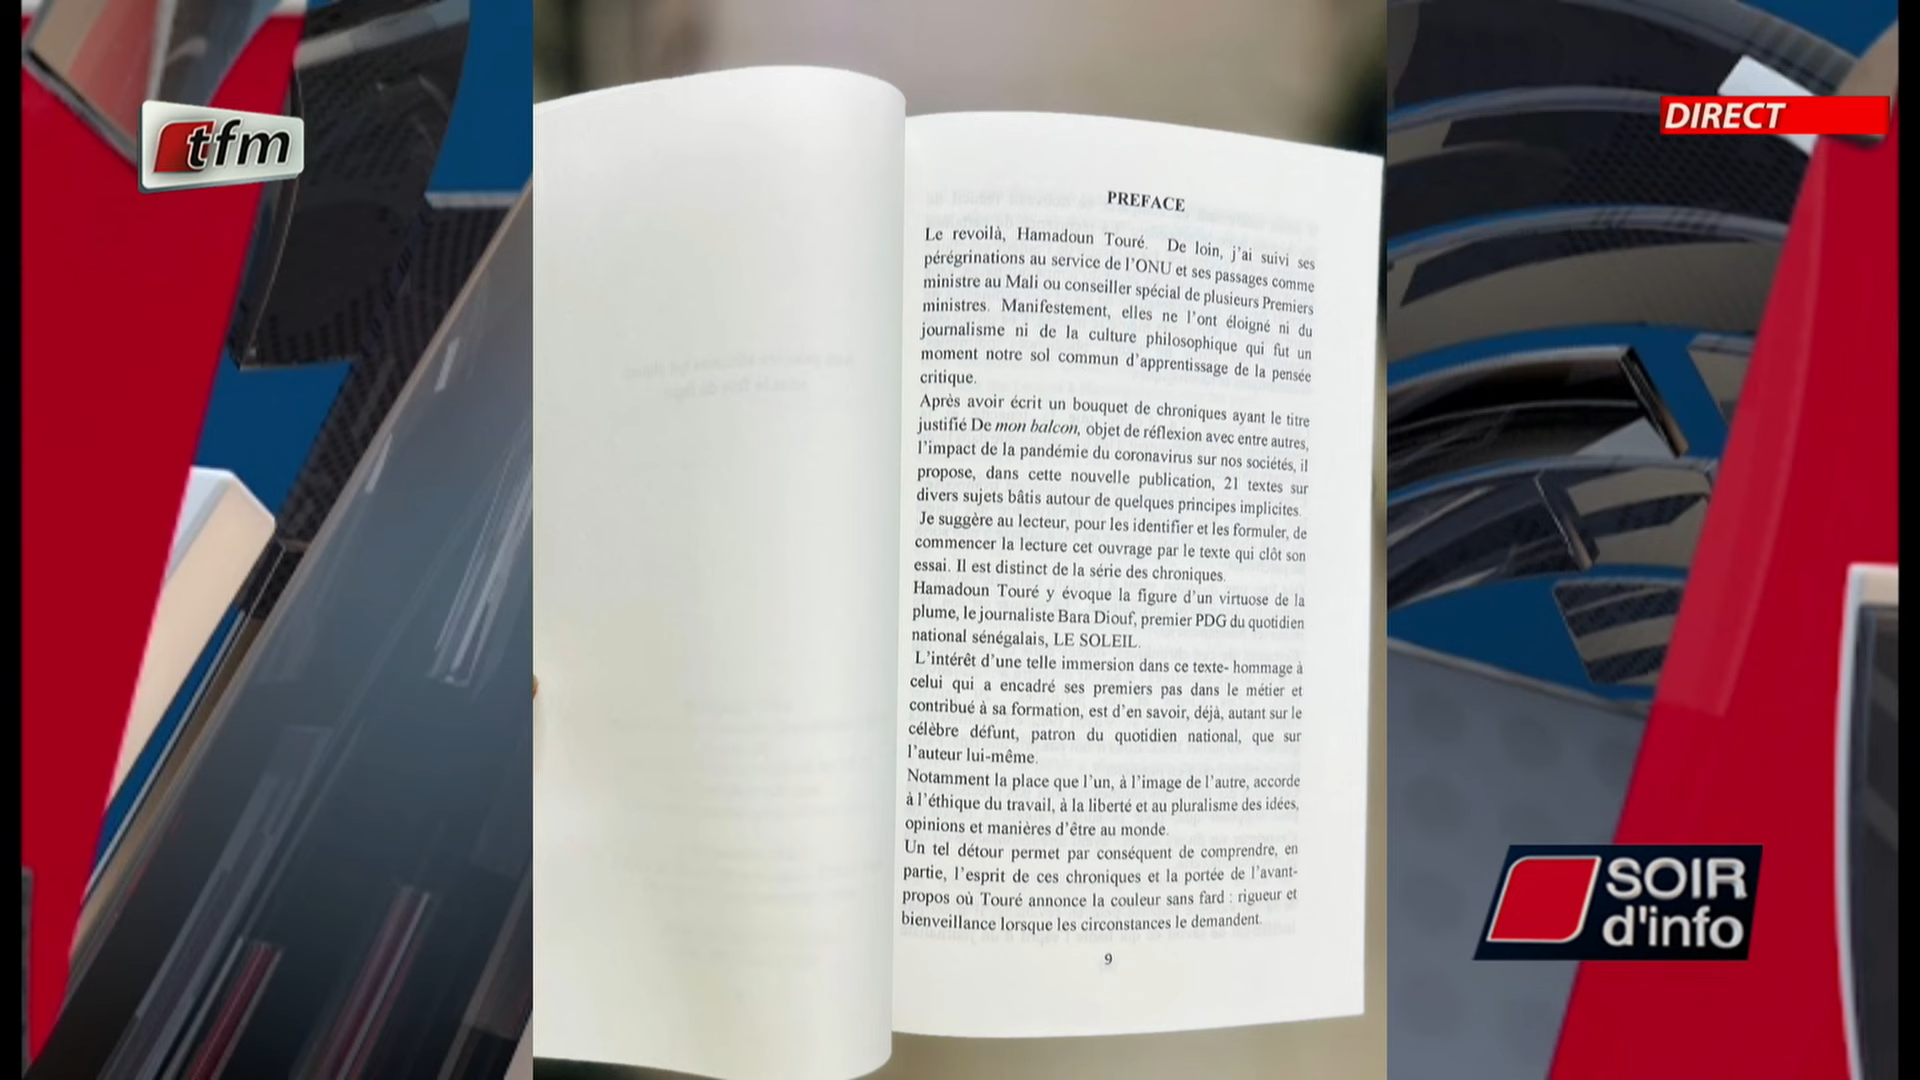 tfm
DIRECT
PREFACE
Le revoilà, Hamadoun Touré. De loin, j'ai suivi ses
pérégrinations au service de l'ONU et ses passages comme
ministre au Mali ou conseiller spécial de plusieurs Premiers
ministres. Manifestement, elles ne l'ont éloigné ni du
journalisme ni de la culture philosophique qui fut un
moment notre sol commun d'apprentissage de la pensée
critique.
Après avoir écrit un bouquet de chroniques ayant le titre
justifié De mon balcon, objet de réflexion avec entre autres,
l'impact de la pandémie du coronavirus sur nos sociétés, il
propose, dans cette nouvelle publication, 21 textes sur
divers sujets bâtis autour de quelques principes implicites.
Je suggère au lecteur, pour les identifier et les formuler, de
commencer la lecture cet ouvrage par le texte qui clôt son
essai. Il est distinct de la série des chroniques.
Hamadoun Touré y évoque la figure d'un virtuose de la
plume, le journaliste Bara Diouf, premier PDG du quotidien
national sénégalais, LE SOLEIL.
L'intérêt d'une telle immersion dans ce texte- hommage à
celui qui a encadré ses premiers pas dans le métier et
contribué à sa formation, est d'en savoir, déjà, autant sur le
célèbre défunt, patron du quotidien national, que sur
l'auteur lui-même.
Notamment la place que l'un, à l'image de l'autre, accorde
à l'éthique du travail, à la liberté et au pluralisme des idées,
opinions et manières d'être au monde.
Un tel détour permet par conséquent de comprendre, en
partie, l'esprit de ces chroniques et la portée de l'avant-
propos où Touré annonce la couleur sans fard : rigueur et
bienveillance lorsque les circonstances le demandent.
9
SOIR
d'info